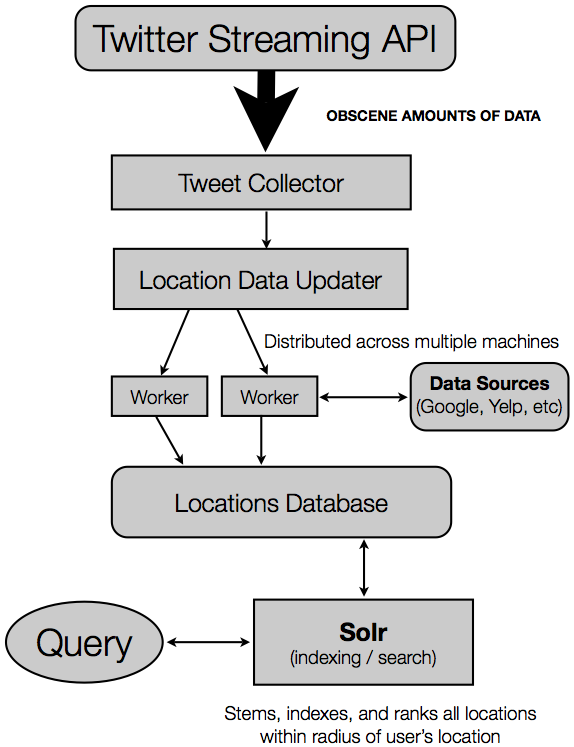 Twitter Streaming API
OBSCENE AMOUNTS OF DATA
Tweet Collector
Location Data Updater
Distributed across multiple machines
Worker
Worker
Data Sources
(Google, Yelp, etc)
Locations Database
Query
Solr
(indexing / search)
Stems, indexes, and ranks all locations
within radius of user's location